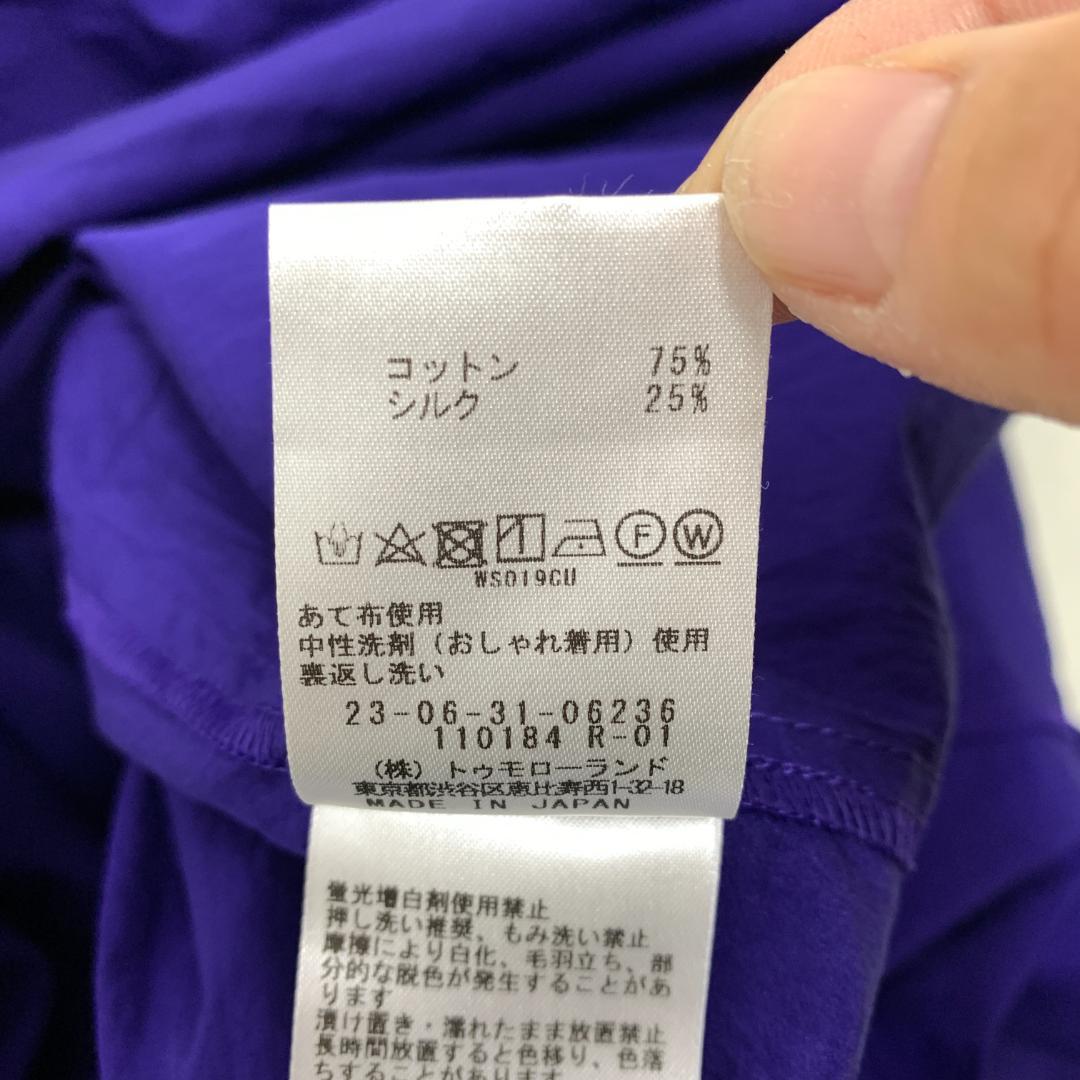 コットン 75%
シルク 25%
F W
WS019CU
あて布使用
中性洗剤（おしゃれ着用）使用
裏返し洗い
23-06-31-06236
110184 R-01
（株）トゥモローランド
東京都渋谷区恵比寿西1-32-18
MADE IN JAPAN
蛍光増白剤使用禁止
押し洗い推奨、もみ洗い禁止
摩擦により白化、毛羽立ち、部
分的な脱色が発生することがあ
ります
漬け置き・濡れたまま放置禁止
長時間放置すると色移り、色落
ちすることがあります